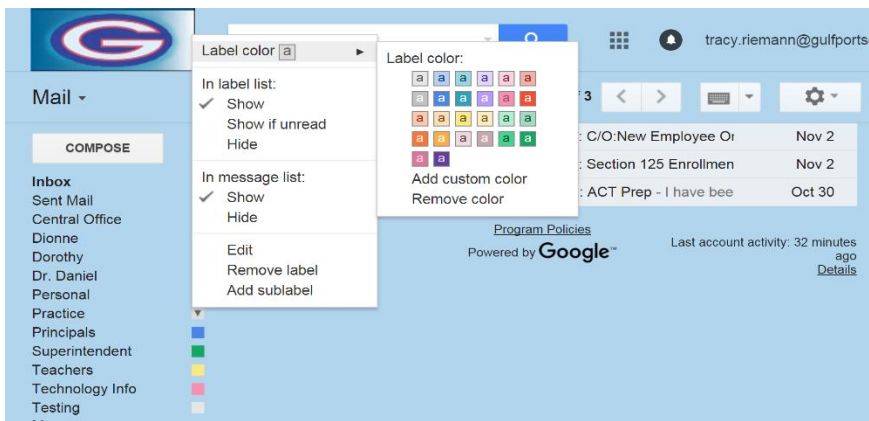 G
Label color a
In label list:
Show
Show if unread
Hide
In message list:
Show
Hide
Edit
Remove label
Add sublabel
Label color:
a a a a a a
a a a a a a
a a a a a a
a a a a a a
a a
Add custom color
Remove color
tracy.riemann@gulfports
Mail
3
COMPOSE
Inbox
Sent Mail
Central Office
Dionne
Dorothy
Dr. Daniel
Personal
Practice
Principals
Superintendent
Teachers
Technology Info
Testing
: C/O:New Employee Or Nov 2
: Section 125 Enrollmen Nov 2
: ACT Prep - I have bee Oct 30
Program Policies
Powered by Google™
Last account activity: 32 minutes
ago
Details